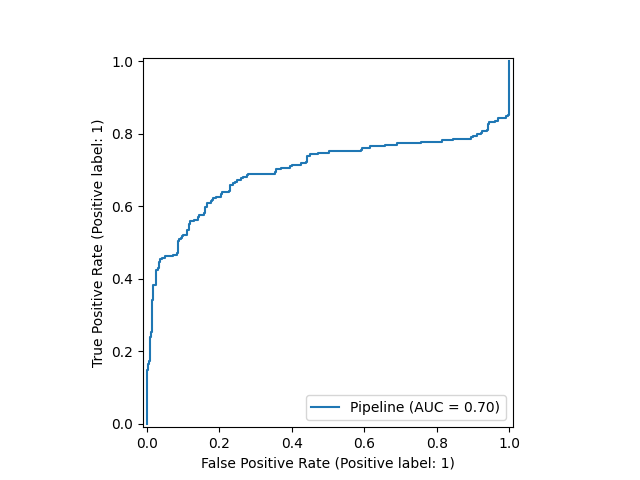 1.0
0.8
0.6
0.4
0.2
0.0
True Positive Rate (Positive label: 1)
Pipeline (AUC = 0.70)
0.0 0.2 0.4 0.6 0.8 1.0
False Positive Rate (Positive label: 1)